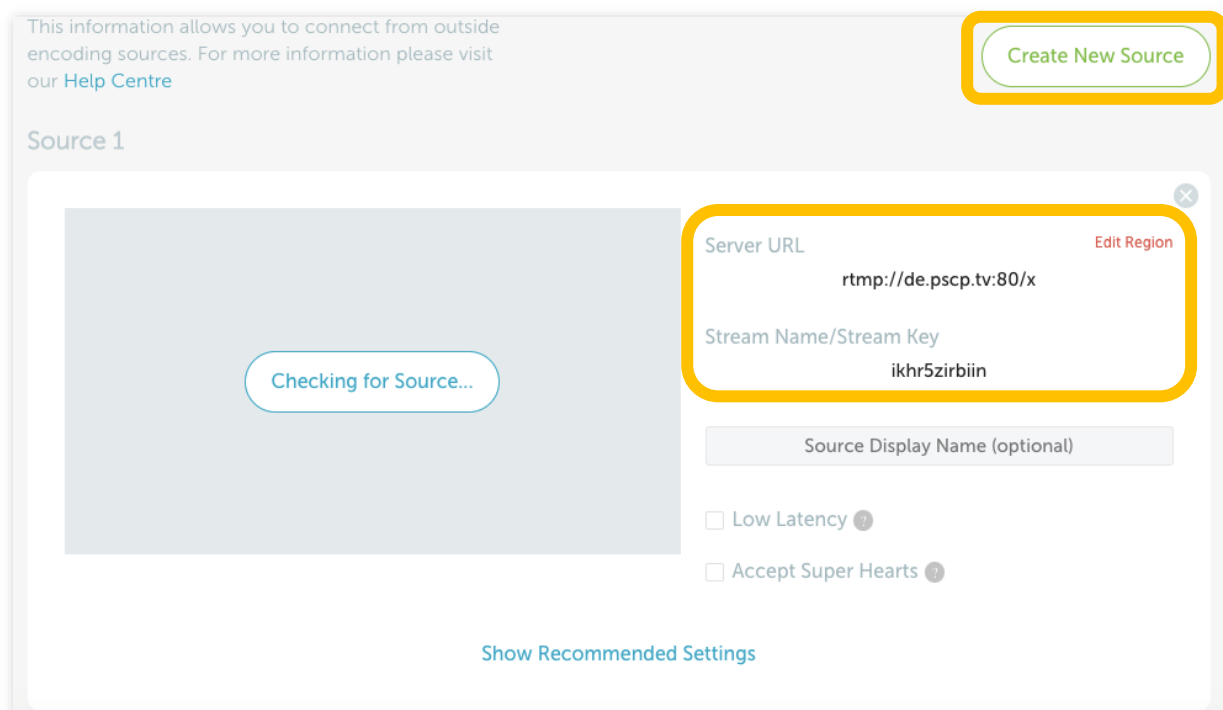 This information allows you to connect from outside
encoding sources. For more information please visit
our Help Centre
Create New Source
Source 1
Checking for Source...
Server URL
Edit Region
rtmp://de.pscp.tv:80/x
Stream Name/Stream Key
ikhr5zirbiin
Source Display Name (optional)
Low Latency ?
Accept Super Hearts ?
Show Recommended Settings